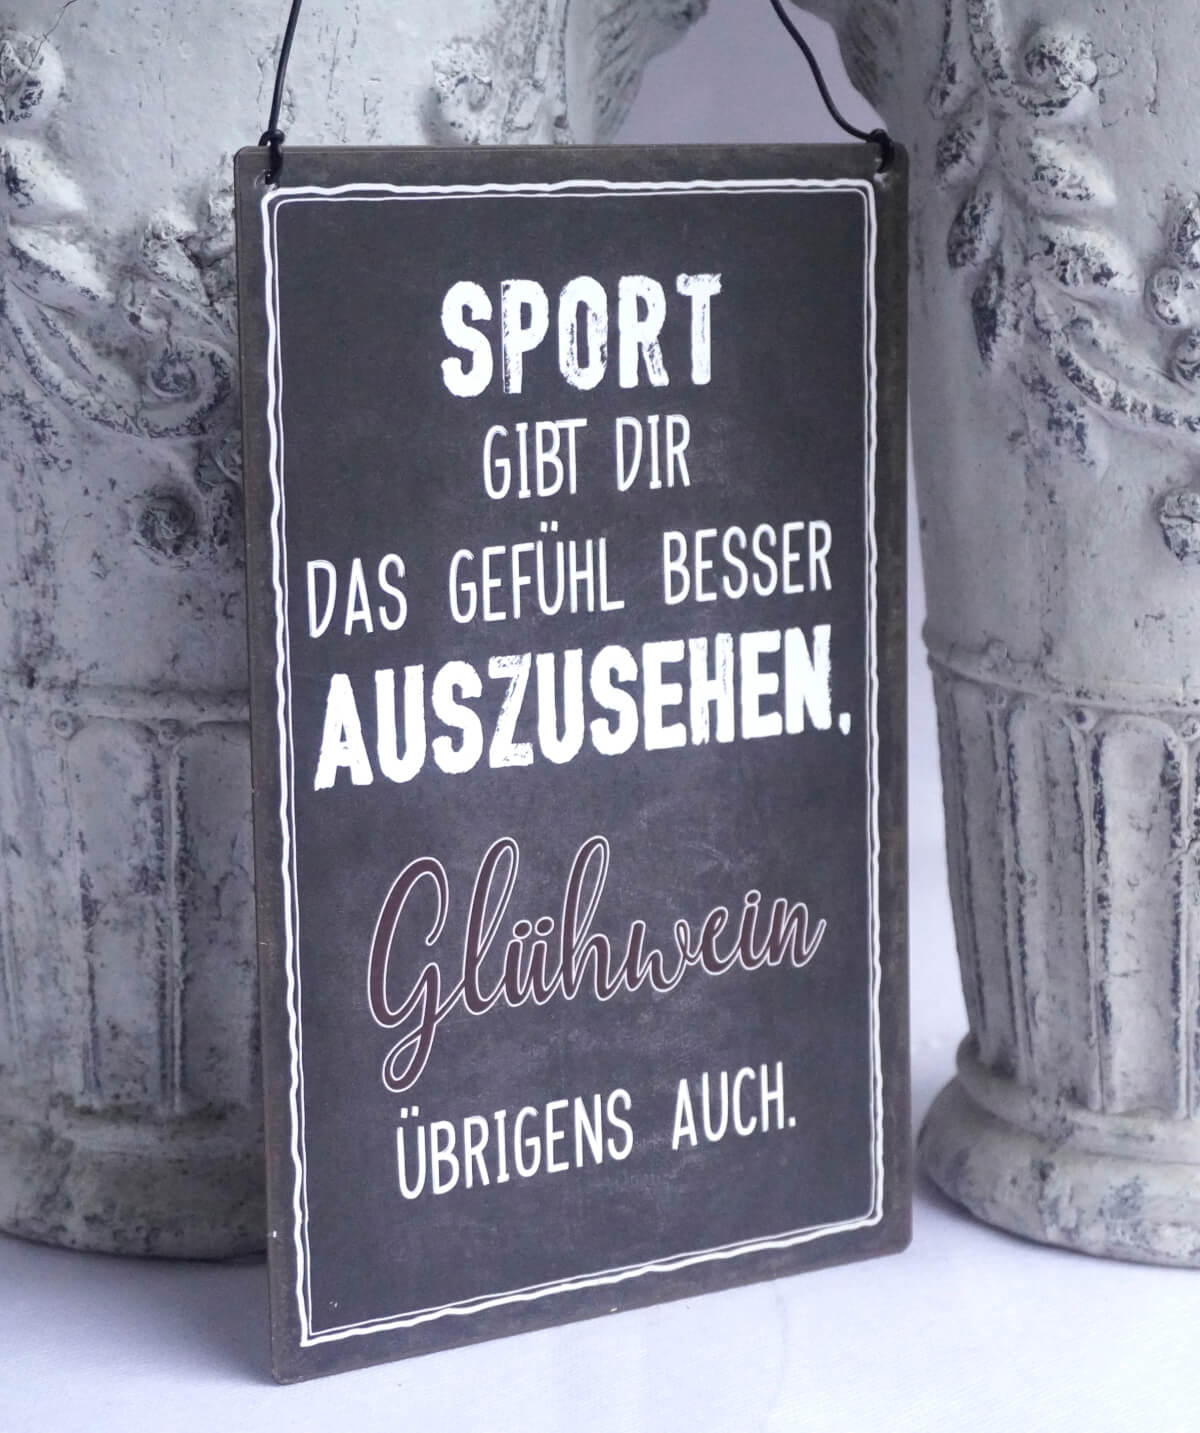 SPORT
GIBT DIR
DAS GEFÜHL BESSER
AUSZUSEHEN,
Glühwein
ÜBRIGENS AUCH.